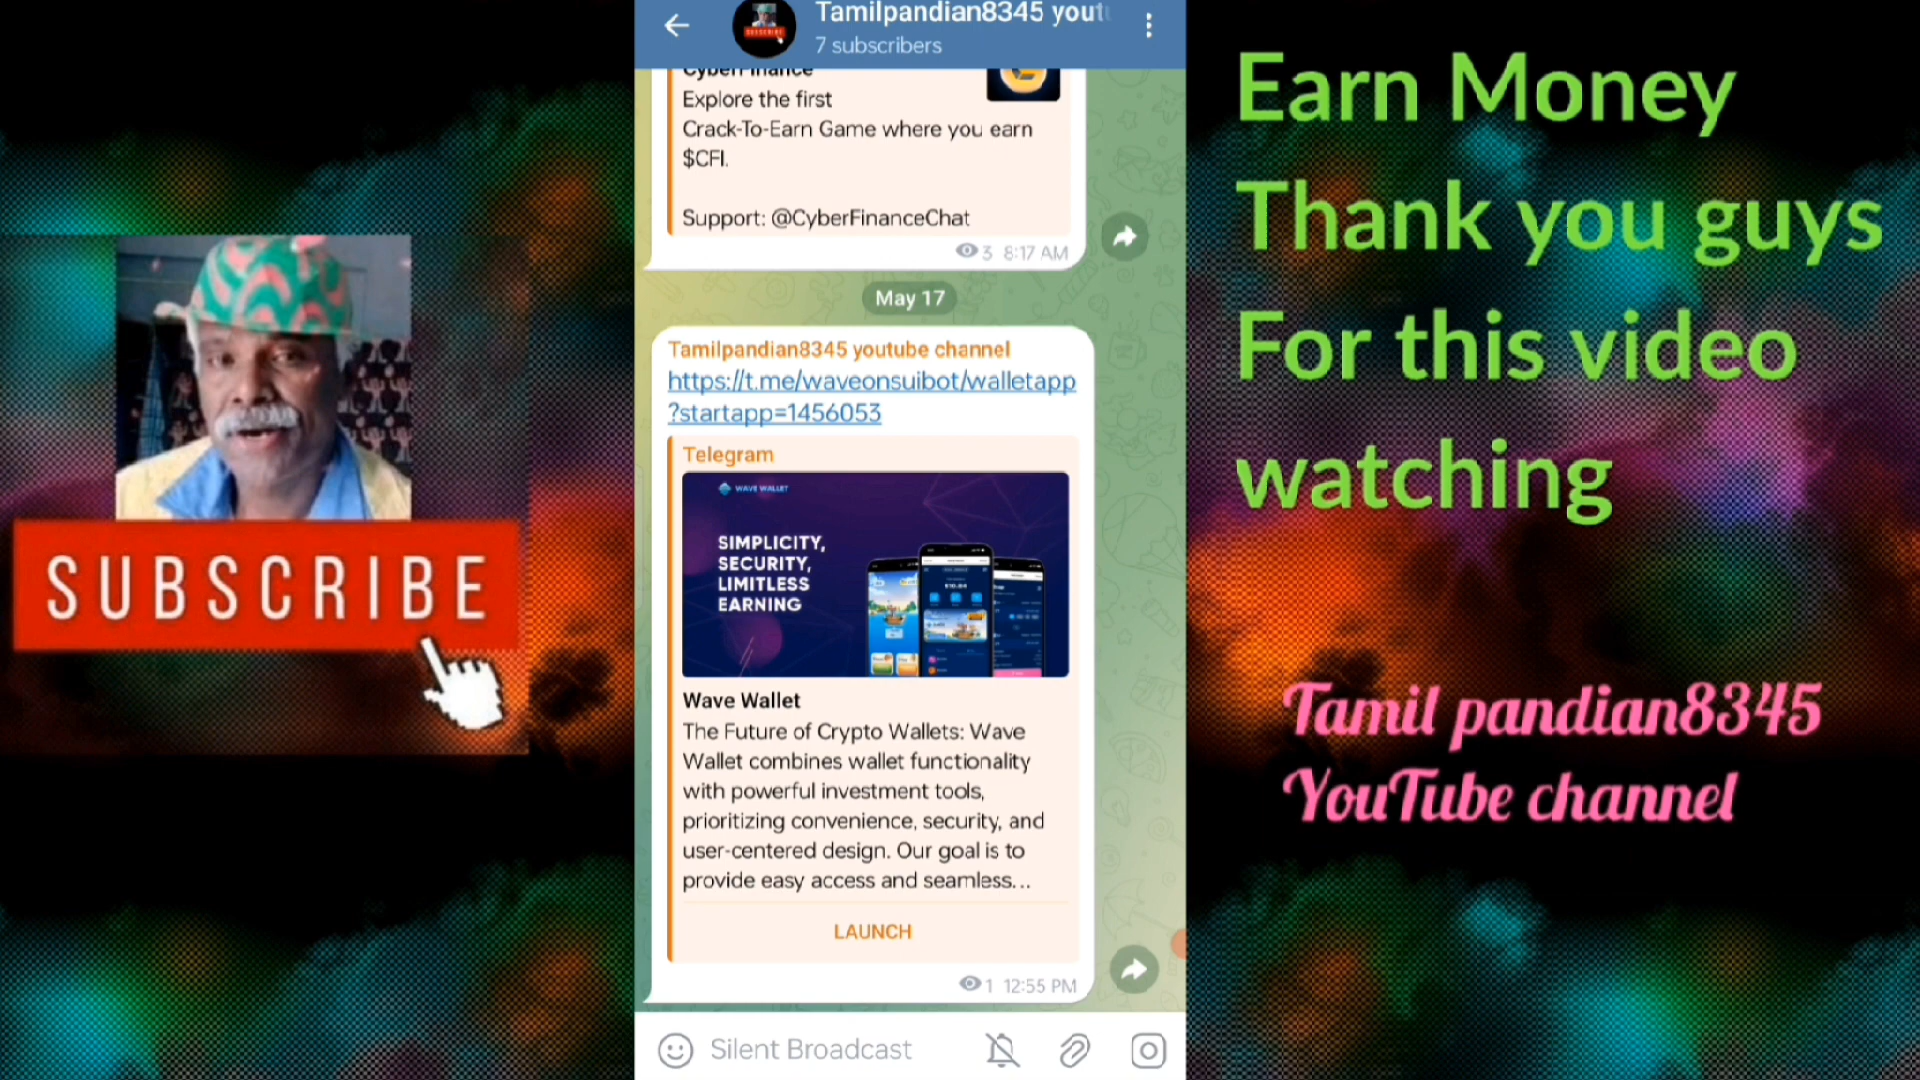 SUBSCRIBE
Tamilpandian8345 yout
7 subscribers
CyberFinance
Explore the first
Crack-To-Earn Game where you earn
$CFI.
Support: @CyberFinanceChat
3 8:17 AM
May 17
Tamilpandian8345 youtube channel
https://t.me/waveonsuibot/walletapp
?startapp=1456053
Telegram
WAVE WALLET
SIMPLICITY,
SECURITY,
LIMITLESS
EARNING
Wave Wallet
The Future of Crypto Wallets: Wave
Wallet combines wallet functionality
with powerful investment tools,
prioritizing convenience, security, and
user-centered design. Our goal is to
provide easy access and seamless...
LAUNCH
1 12:55 PM
Silent Broadcast
Earn Money
Thank you guys
For this video
watching
Tamil pandian8345
YouTube channel